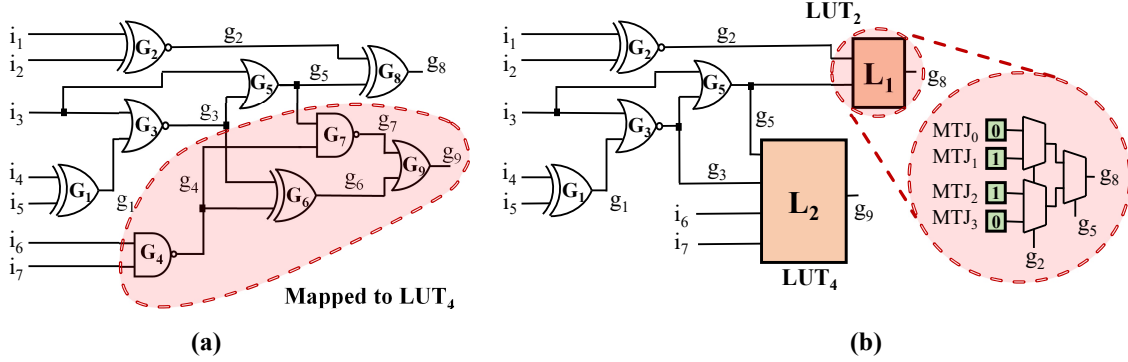 i1
i2
G2
g2
G8
g8
i3
G5
g5
G3
g3
G7
g7
G9
g9
i4
i5
G1
g1
g4
G6
g6
i6
i7
G4
Mapped to LUT4
(a)
LUT2
i1
i2
G2
g2
L1
g8
i3
G5
G3
g5
g3
i4
i5
G1
g1
i6
i7
L2
g9
LUT4
MTJ0 0
MTJ1 1
MTJ2 1
MTJ3 0
g8
g5
g2
(b)